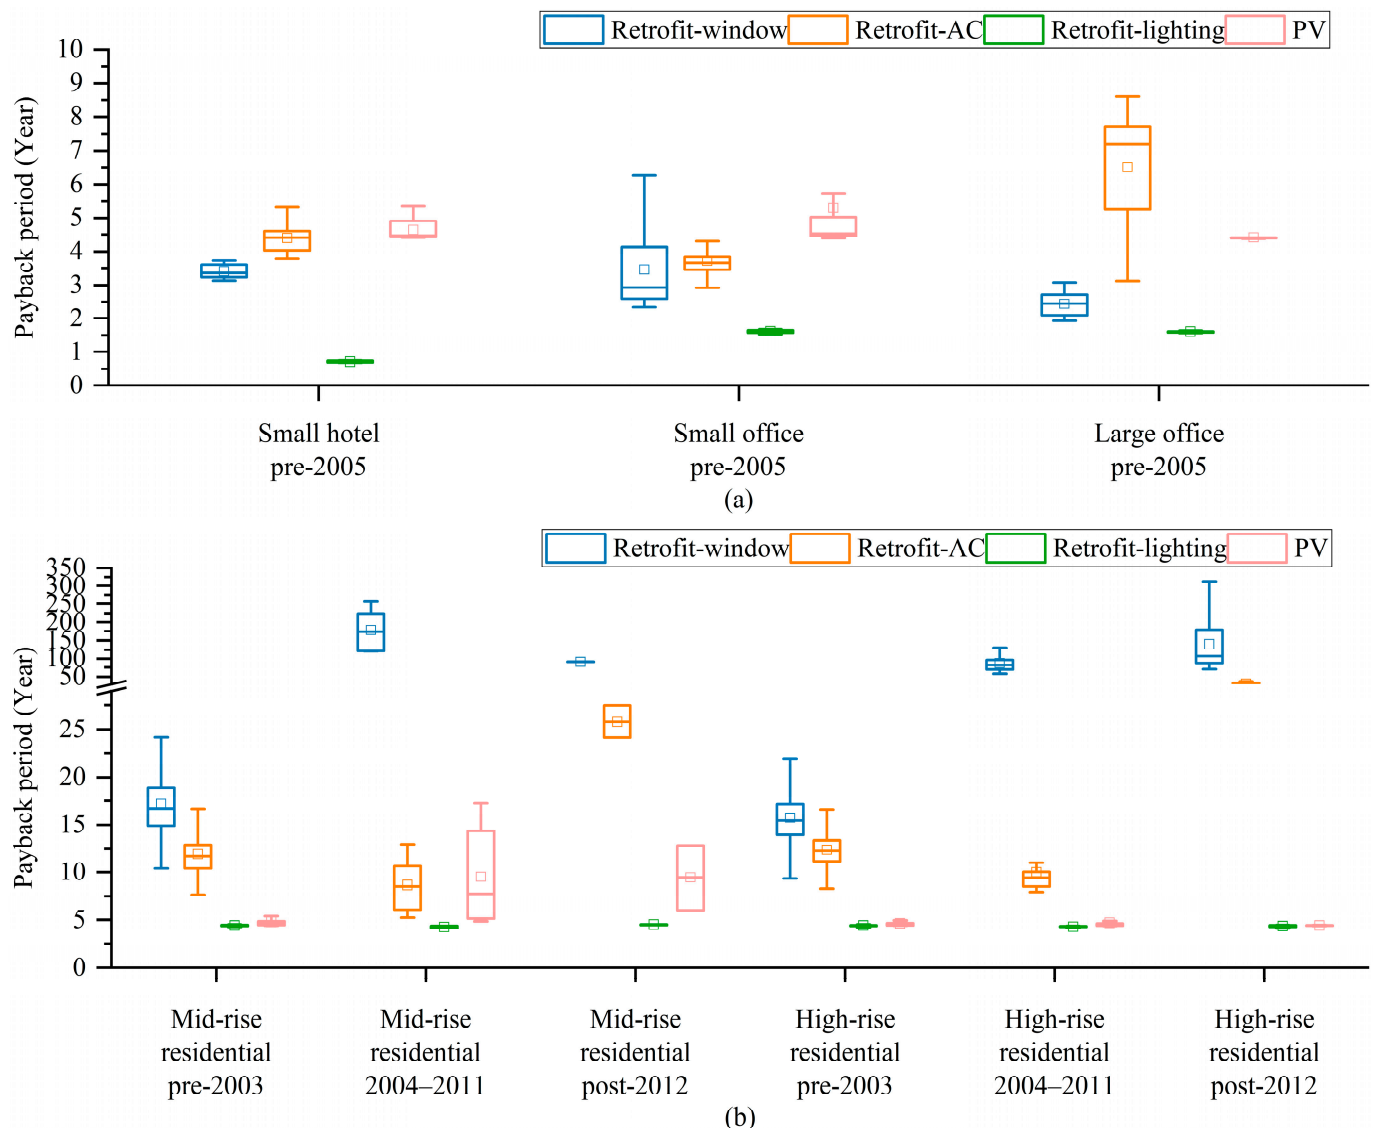 Retrofit-window Retrofit-AC Retrofit-lighting PV
10
9
8
7
6
5
4
3
2
1
0
Payback period (Year)
Small hotel
pre-2005
Small office
pre-2005
Large office
pre-2005
(a)
Retrofit-window Retrofit-AC Retrofit-lighting PV
350
300
250
200
150
100
50
25
20
15
10
5
0
Payback period (Year)
Mid-rise
residential
pre-2003
Mid-rise
residential
2004–2011
Mid-rise
residential
post-2012
High-rise
residential
pre-2003
High-rise
residential
2004–2011
High-rise
residential
post-2012
(b)